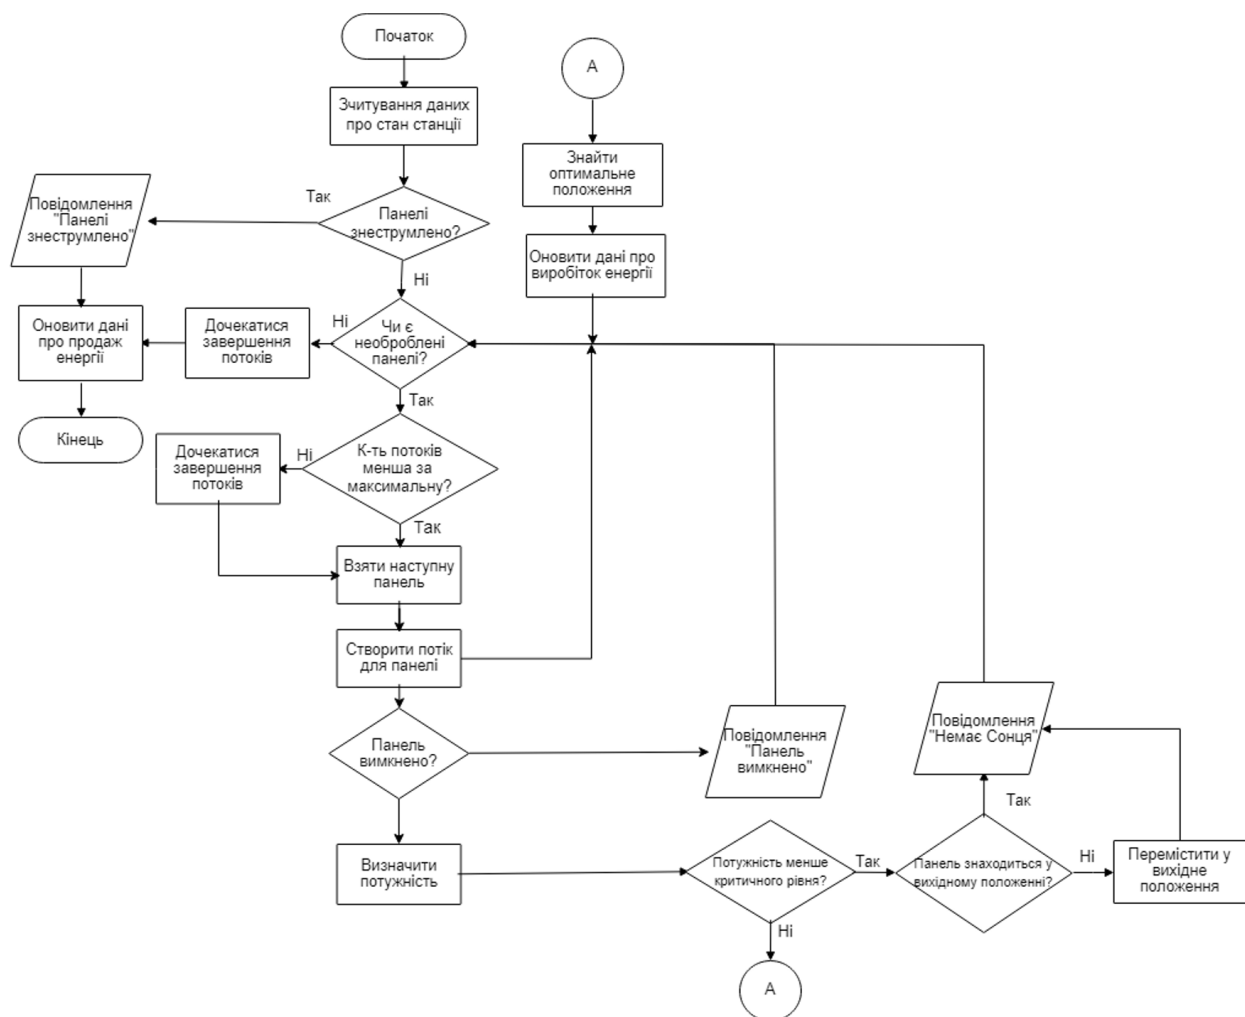 Початок
А
Зчитування даних
про стан станції
Знайти
оптимальне
положення
Так
Повідомлення
"Панелі
знеструмлено"
Панелі
знеструмлено?
Оновити дані про
виробіток енергії
Ні
Оновити дані
про продаж
енергії
Дочекатися
завершення
потоків
Ні
Чи є
необроблені
панелі?
Так
Кінець
Дочекатися
завершення
потоків
Ні
К-ть потоків
менша за
максимальну?
Так
Взяти наступну
панель
Створити потік
для панелі
Панель
вимкнено?
Повідомлення
"Панель
вимкнено"
Повідомлення
"Немає Сонця"
Так
Визначити
потужність
Потужність менше
критичного рівня?
Так
Панель знаходиться у
вихідному положенні?
Ні
Перемістити у
вихідне
положення
Ні
А